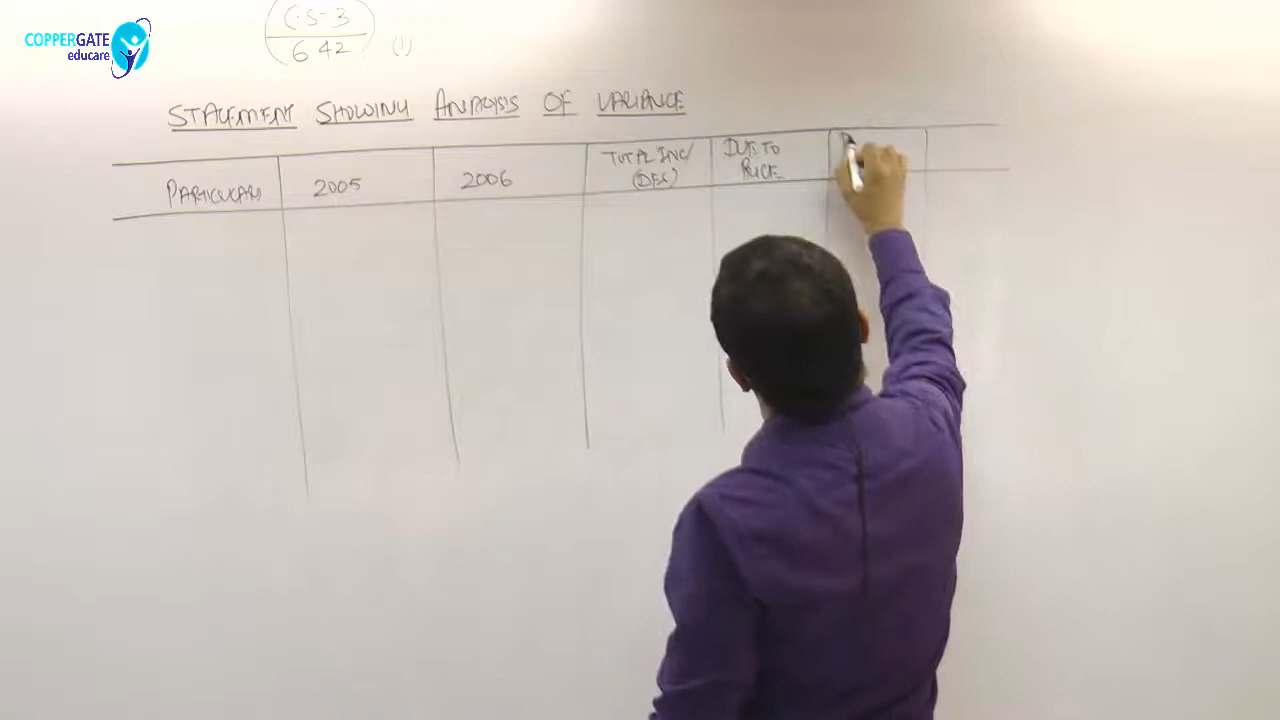 COPPERGATE
educare
C.S-3
6.42 (1)
STATEMENT SHOWING ANALYSIS OF VARIANCE
PARTICULARS 2005 2006 TOTAL INC/ (DEC) DUE TO PRICE D